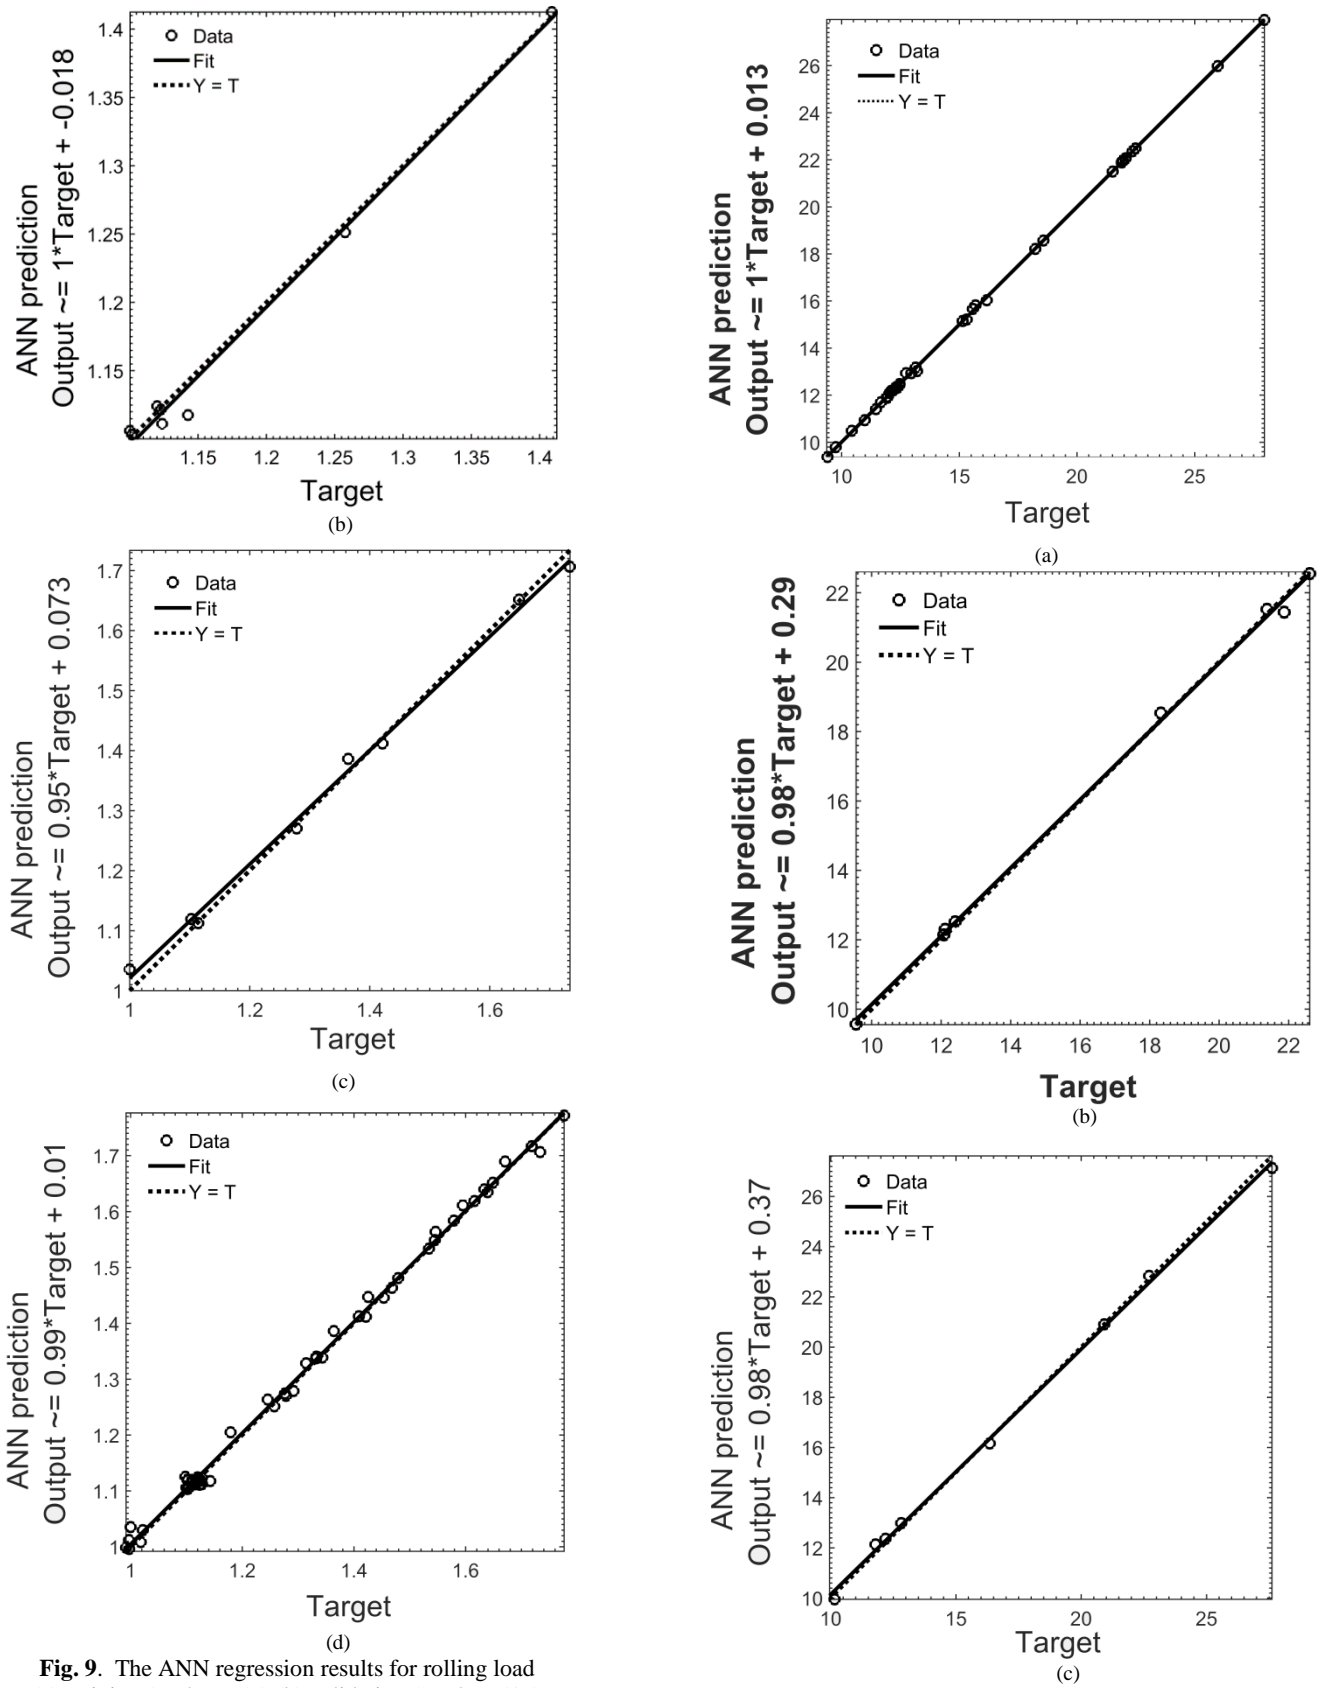 ANN prediction
Output ~= 1*Target + -0.018
1.4
1.35
1.3
1.25
1.2
1.15
Data
Fit
Y = T
1.15
1.2
1.25
1.3
1.35
1.4
Target
(b)
ANN prediction
Output ~= 0.95*Target + 0.073
1.7
1.6
1.5
1.4
1.3
1.2
1.1
1
Data
Fit
Y = T
1
1.2
1.4
1.6
Target
(c)
ANN prediction
Output ~= 0.99*Target + 0.01
1.7
1.6
1.5
1.4
1.3
1.2
1.1
1
Data
Fit
Y = T
1
1.2
1.4
1.6
Target
(d)
Fig. 9. The ANN regression results for rolling load
ANN prediction
Output ~= 1*Target + 0.013
26
24
22
20
18
16
14
12
10
Data
Fit
Y = T
10
15
20
25
Target
(a)
ANN prediction
Output ~= 0.98*Target + 0.29
22
20
18
16
14
12
10
Data
Fit
Y = T
10
12
14
16
18
20
22
Target
(b)
ANN prediction
Output ~= 0.98*Target + 0.37
26
24
22
20
18
16
14
12
10
Data
Fit
Y = T
10
15
20
25
Target
(c)